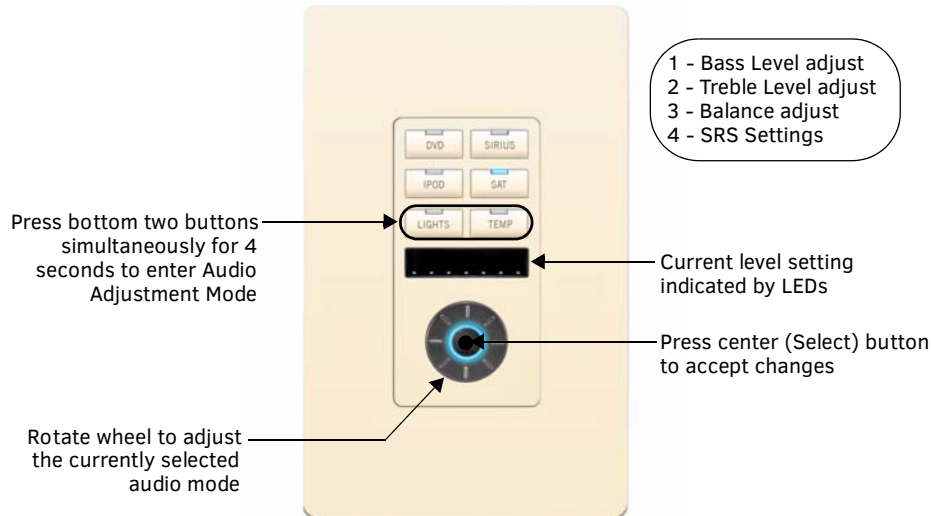 1 - Bass Level adjust
2 - Treble Level adjust
3 - Balance adjust
4 - SRS Settings
DVD
SIRIUS
IPOD
SAT
LIGHTS
TEMP
Press bottom two buttons
simultaneously for 4
seconds to enter Audio
Adjustment Mode
Current level setting
indicated by LEDs
Press center (Select) button
to accept changes
Rotate wheel to adjust
the currently selected
audio mode